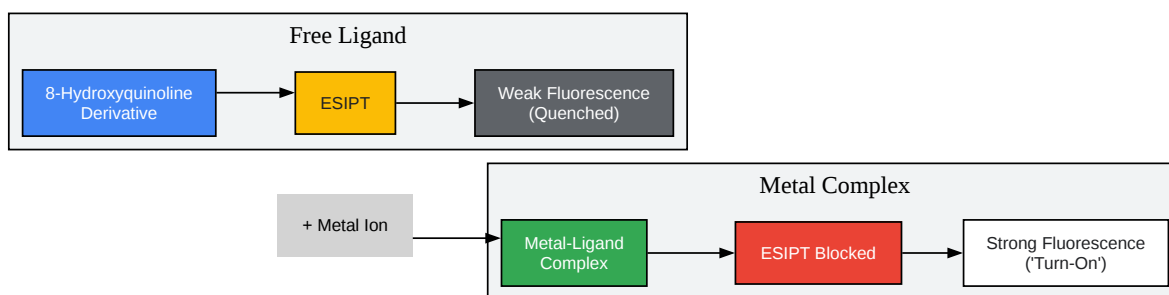 Free Ligand
8-Hydroxyquinoline
Derivative
ESIPT
Weak Fluorescence
(Quenched)
Metal Complex
+ Metal Ion
Metal-Ligand
Complex
ESIPT Blocked
Strong Fluorescence
('Turn-On')